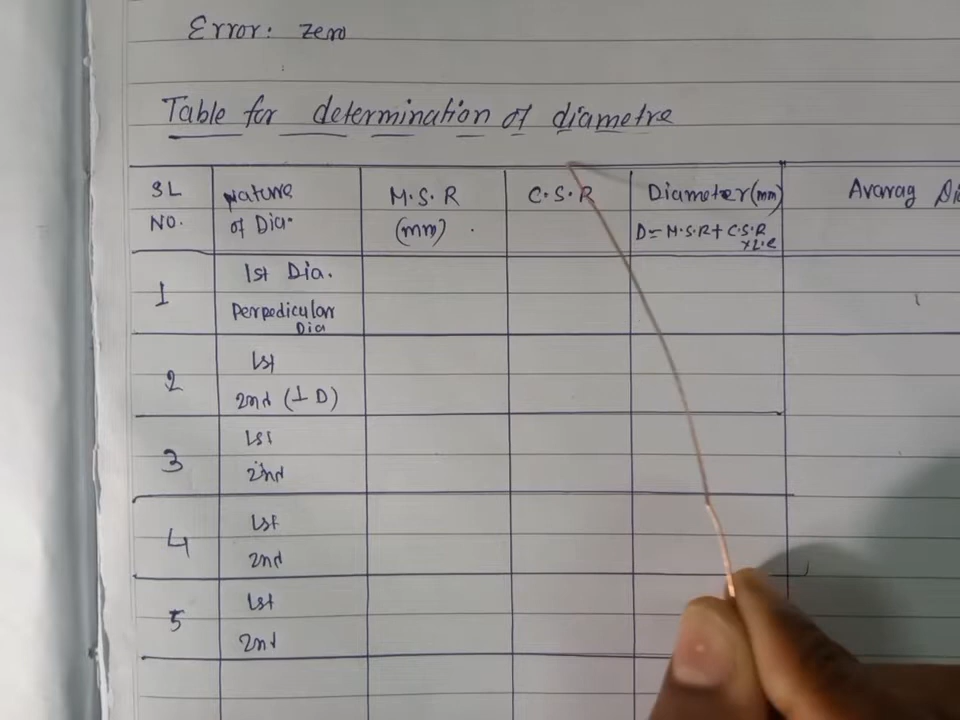 Error: zero
Table for determination of diametre
SL NO.
Nature of Dia.
M.S.R (mm)
C.S.R
Diameter(mm)
D=M.S.R+C.S.R
×L.C
Avarag Dia
1
1st Dia.
Perpedicular
Dia
2
1st
2nd (⊥ D)
3
1st
2nd
4
1st
2nd
5
1st
2nd